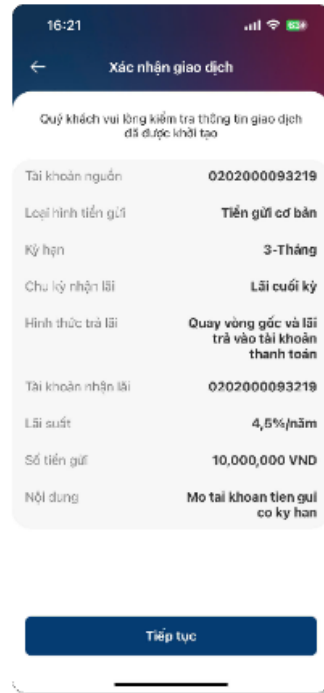 16:21
63+
Xác nhận giao dịch
Quý khách vui lòng kiểm tra thông tin giao dịch
đã được khởi tạo
Tài khoản nguồn 0202000093219
Loại hình tiền gửi Tiền gửi cơ bản
Kỳ hạn 3-Tháng
Chu kỳ nhận lãi Lãi cuối kỳ
Hình thức trả lãi Quay vòng gốc và lãi
trả vào tài khoản
thanh toán
Tài khoản nhận lãi 0202000093219
Lãi suất 4,5%/năm
Số tiền gửi 10,000,000 VND
Nội dung Mo tai khoan tien gui
co ky han
Tiếp tục